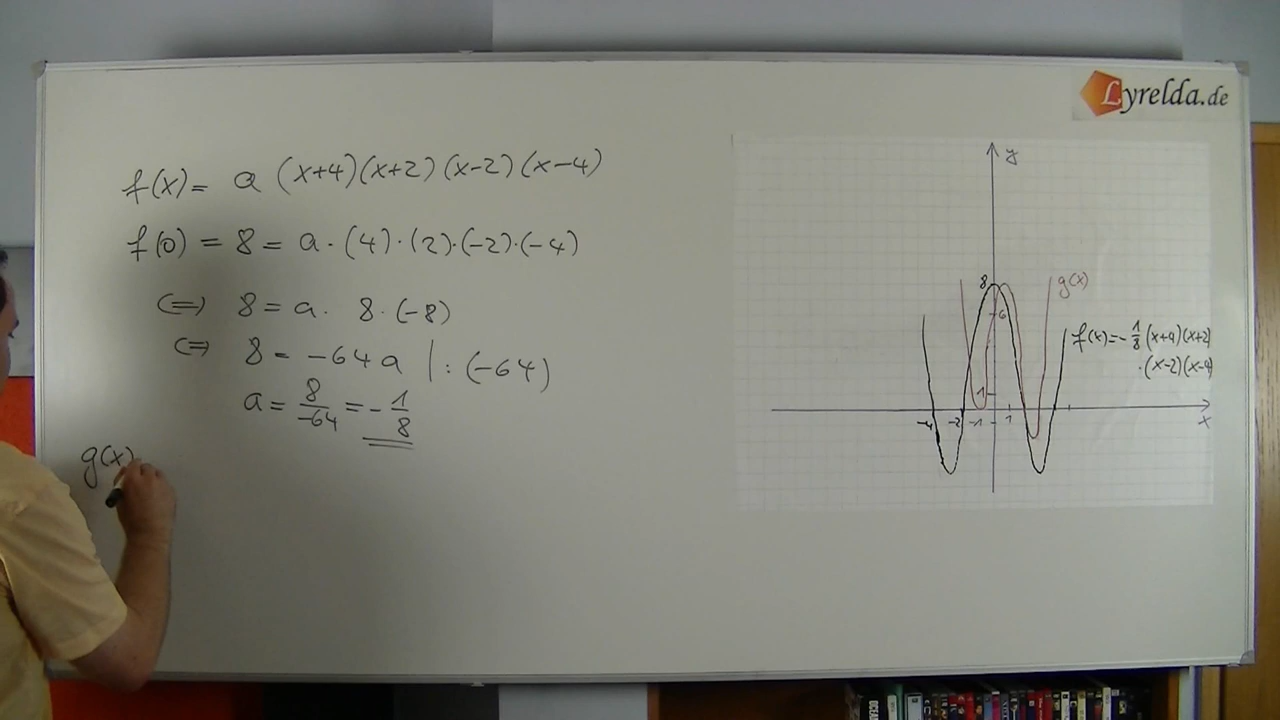 Lyrelda.de
f(x) = a (x+4)(x+2)(x-2)(x-4)
f(0) = 8 = a · (4)·(2)·(-2)·(-4)
⇔ 8 = a · 8 · (-8)
⇔ 8 = -64a | : (-64)
a = 8/-64 = - 1/8
g(x)
y
8
g(x)
6
f(x)=-1/8 (x+4)(x+2)
·(x-2)(x-4)
1
-4 -2 -1 1
x